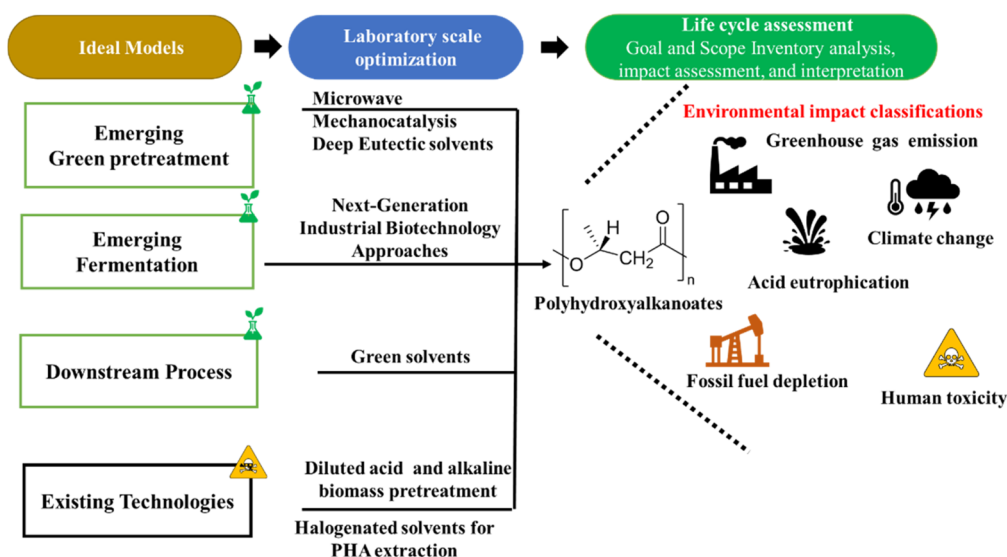 Ideal Models
Laboratory scale
optimization
Life cycle assessment
Goal and Scope Inventory analysis,
impact assessment, and interpretation
Emerging
Green pretreatment
Microwave
Mechanocatalysis
Deep Eutectic solvents
Emerging
Fermentation
Next-Generation
Industrial Biotechnology
Approaches
Downstream Process
Green solvents
Existing Technologies
Diluted acid and alkaline
biomass pretreatment
Halogenated solvents for
PHA extraction
H
O
O
CH2
n
Polyhydroxyalkanoates
Environmental impact classifications
Greenhouse gas emission
Climate change
Acid eutrophication
Fossil fuel depletion
Human toxicity